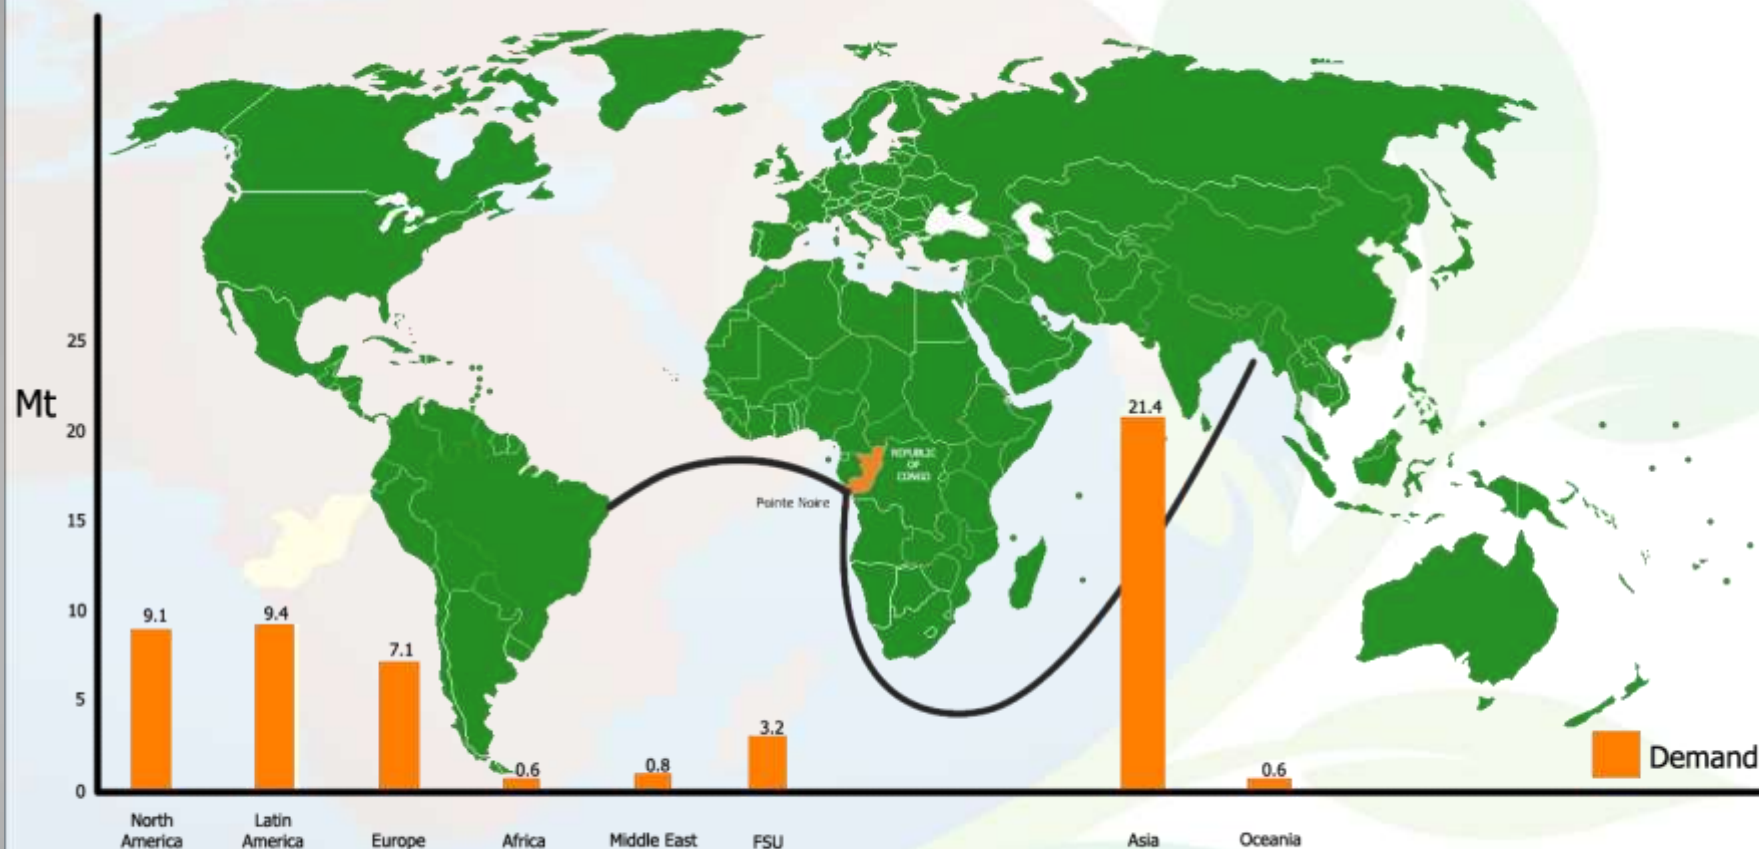 25
Mt
20
15
10
5
0
REPUBLIC
OF
CONGO
Pointe Noire
21.4
9.1
9.4
7.1
0.6
0.8
3.2
0.6
Demand
North
America
Latin
America
Europe
Africa
Middle East
FSU
Asia
Oceania